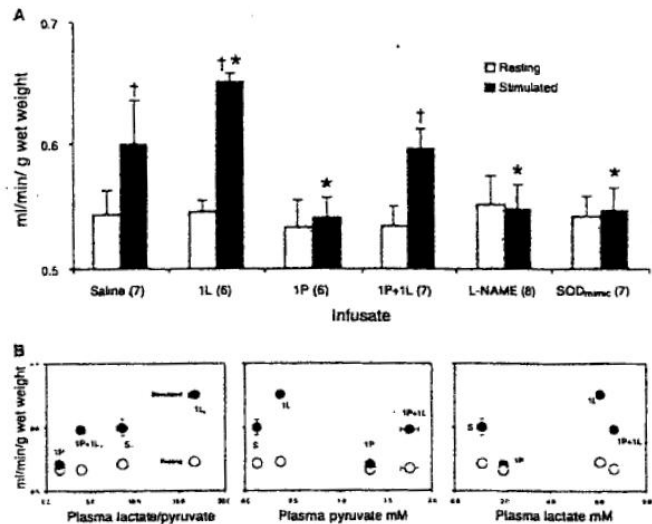 A
ml/min/ g wet weight
0.7
0.6
0.5
Resting
Stimulated
† † * * † * *
Saline (7) 1L (6) 1P (6) 1P+1L (7) L-NAME (8) SODmimic (7)
Infusate
B
ml/min/g wet weight
Stimulated
Resting
1P 1P+1L S 1L
Plasma lactate/pyruvate
S 1L 1P 1P+1L
Plasma pyruvate mM
S 1P 1L 1P+1L
Plasma lactate mM